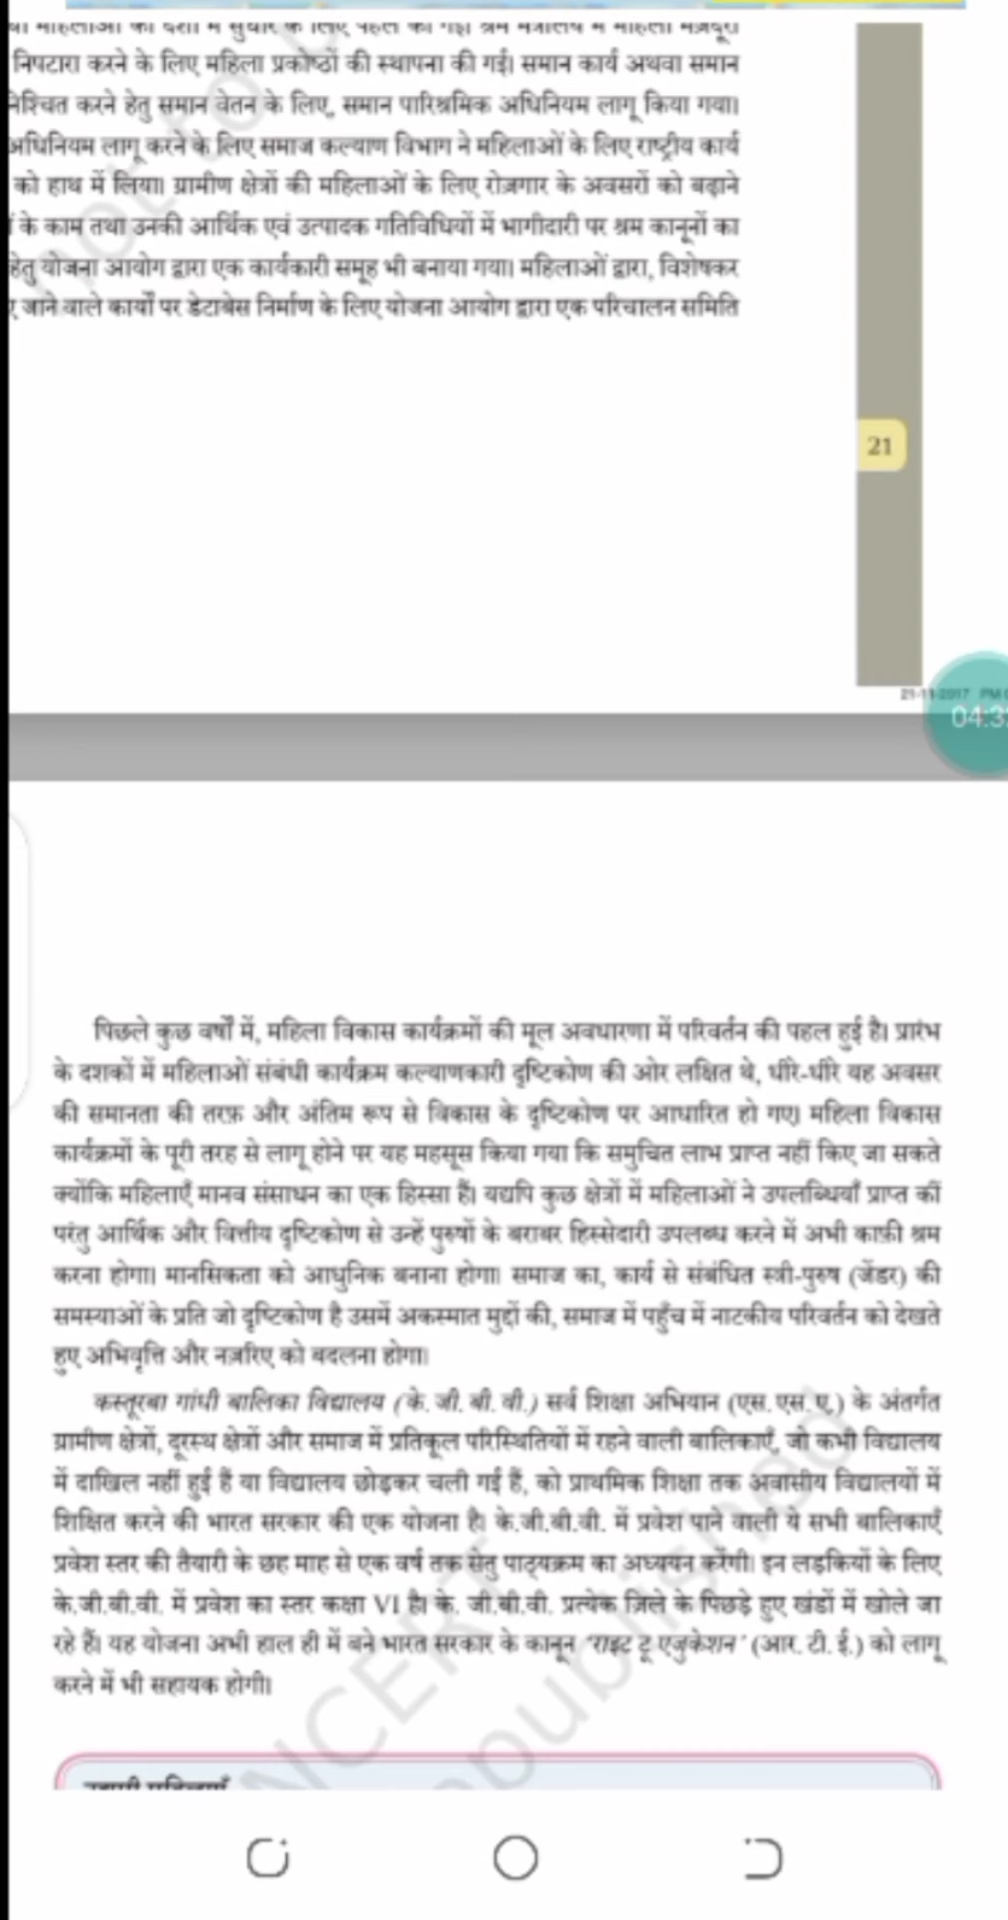 निपटारा करने के लिए महिला प्रकोष्ठों की स्थापना की गई। समान कार्य अथवा समान
निश्चित करने हेतु समान वेतन के लिए, समान पारिश्रमिक अधिनियम लागू किया गया।
अधिनियम लागू करने के लिए समाज कल्याण विभाग ने महिलाओं के लिए राष्ट्रीय कार्य
को हाथ में लिया। ग्रामीण क्षेत्रों की महिलाओं के लिए रोज़गार के अवसरों को बढ़ाने
के काम तथा उनकी आर्थिक एवं उत्पादक गतिविधियों में भागीदारी पर श्रम कानूनों का
हेतु योजना आयोग द्वारा एक कार्यकारी समूह भी बनाया गया। महिलाओं द्वारा, विशेषकर
जाने वाले कार्यों पर डेटाबेस निर्माण के लिए योजना आयोग द्वारा एक परिचालन समिति
21
04:3
पिछले कुछ वर्षों में, महिला विकास कार्यक्रमों की मूल अवधारणा में परिवर्तन की पहल हुई है। प्रारंभ
के दशकों में महिलाओं संबंधी कार्यक्रम कल्याणकारी दृष्टिकोण की ओर लक्षित थे, धीरे-धीरे यह अवसर
की समानता की तरफ़ और अंतिम रूप से विकास के दृष्टिकोण पर आधारित हो गए। महिला विकास
कार्यक्रमों के पूरी तरह से लागू होने पर यह महसूस किया गया कि समुचित लाभ प्राप्त नहीं किए जा सकते
क्योंकि महिलाएँ मानव संसाधन का एक हिस्सा हैं। यद्यपि कुछ क्षेत्रों में महिलाओं ने उपलब्धियाँ प्राप्त कीं
परंतु आर्थिक और वित्तीय दृष्टिकोण से उन्हें पुरुषों के बराबर हिस्सेदारी उपलब्ध करने में अभी काफ़ी श्रम
करना होगा। मानसिकता को आधुनिक बनाना होगा। समाज का, कार्य से संबंधित स्त्री-पुरुष (जेंडर) की
समस्याओं के प्रति जो दृष्टिकोण है उसमें अकस्मात मुद्दों की, समाज में पहुँच में नाटकीय परिवर्तन को देखते
हुए अभिवृत्ति और नज़रिए को बदलना होगा।
कस्तूरबा गांधी बालिका विद्यालय (के. जी. बी. वी.) सर्व शिक्षा अभियान (एस. एस. ए.) के अंतर्गत
ग्रामीण क्षेत्रों, दूरस्थ क्षेत्रों और समाज में प्रतिकूल परिस्थितियों में रहने वाली बालिकाएँ, जो कभी विद्यालय
में दाखिल नहीं हुई हैं या विद्यालय छोड़कर चली गई हैं, को प्राथमिक शिक्षा तक अवासीय विद्यालयों में
शिक्षित करने की भारत सरकार की एक योजना है। के.जी.बी.वी. में प्रवेश पाने वाली ये सभी बालिकाएँ
प्रवेश स्तर की तैयारी के छह माह से एक वर्ष तक सेतु पाठ्यक्रम का अध्ययन करेंगी। इन लड़कियों के लिए
के.जी.बी.वी. में प्रवेश का स्तर कक्षा VI है। के. जी.बी.वी. प्रत्येक ज़िले के पिछड़े हुए खंडों में खोले जा
रहे हैं। यह योजना अभी हाल ही में बने भारत सरकार के कानून 'राइट टू एजुकेशन' (आर. टी. ई.) को लागू
करने में भी सहायक होगी।
NCERT